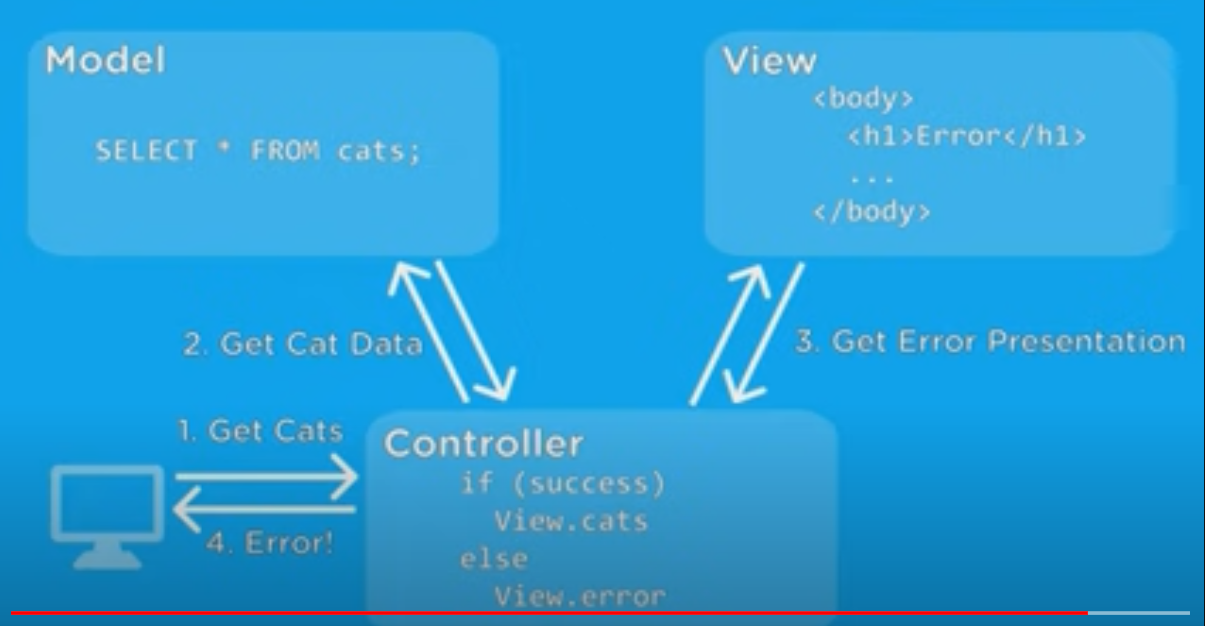 Model
SELECT * FROM cats;
View
<body>
<h1>Error</h1>
...
</body>
2. Get Cat Data
3. Get Error Presentation
1. Get Cats
4. Error!
Controller
if (success)
View.cats
else
View.error